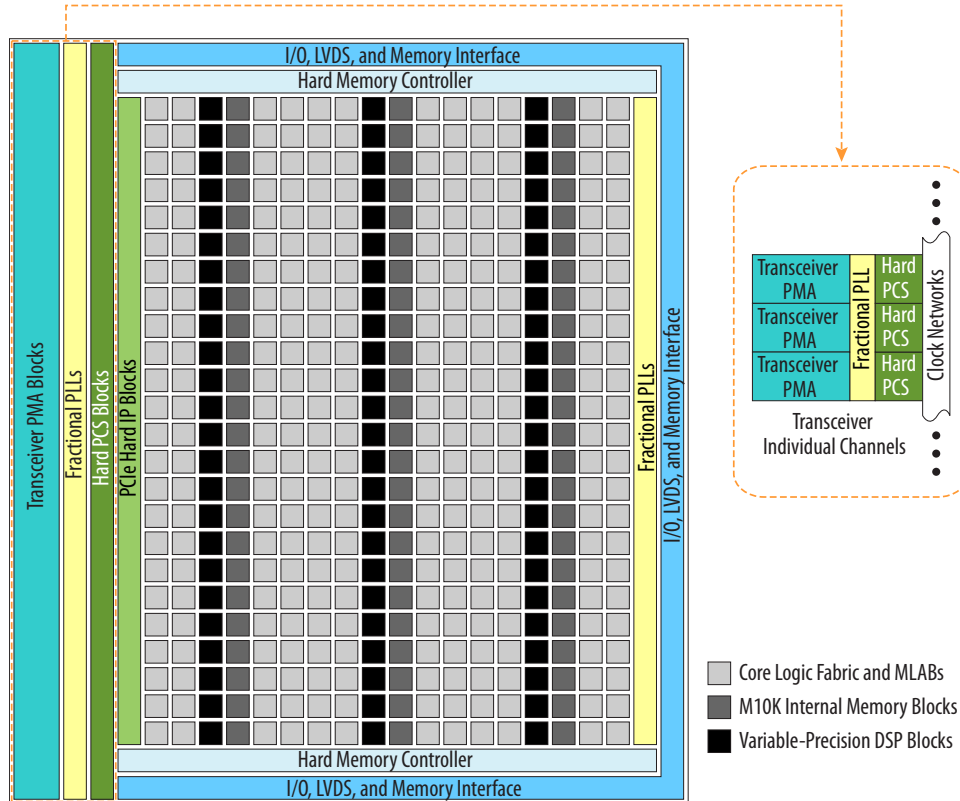 I/O, LVDS, and Memory Interface
Hard Memory Controller
Transceiver PMA Blocks
Fractional PLLs
Hard PCS Blocks
PCIe Hard IP Blocks
Fractional PLLs
I/O, LVDS, and Memory Interface
Hard Memory Controller
I/O, LVDS, and Memory Interface
Transceiver
PMA
Transceiver
PMA
Transceiver
PMA
Fractional PLL
Hard
PCS
Hard
PCS
Hard
PCS
Clock Networks
Transceiver
Individual Channels
Core Logic Fabric and MLABs
M10K Internal Memory Blocks
Variable-Precision DSP Blocks